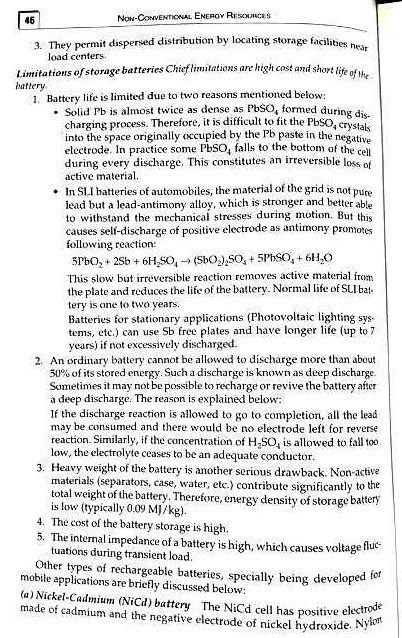 46
NON-CONVENTIONAL ENERGY RESOURCES
3. They permit dispersed distribution by locating storage facilities near
load centers.
Limitations of storage batteries Chief limitations are high cost and short life of the
battery.
1. Battery life is limited due to two reasons mentioned below:
• Solid Pb is almost twice as dense as PbSO₄ formed during dis-
charging process. Therefore, it is difficult to fit the PbSO₄ crystals
into the space originally occupied by the Pb paste in the negative
electrode. In practice some PbSO₄ falls to the bottom of the cell
during every discharge. This constitutes an irreversible loss of
active material.
• In SLI batteries of automobiles, the material of the grid is not pure
lead but a lead-antimony alloy, which is stronger and better able
to withstand the mechanical stresses during motion. But this
causes self-discharge of positive electrode as antimony promotes
following reaction:
5PbO₂ + 2Sb + 6H₂SO₄ → (SbO₂)₂SO₄ + 5PbSO₄ + 6H₂O
This slow but irreversible reaction removes active material from
the plate and reduces the life of the battery. Normal life of SLI bat-
tery is one to two years.
Batteries for stationary applications (Photovoltaic lighting sys-
tems, etc.) can use Sb free plates and have longer life (up to 7
years) if not excessively discharged.
2. An ordinary battery cannot be allowed to discharge more than about
50% of its stored energy. Such a discharge is known as deep discharge.
Sometimes it may not be possible to recharge or revive the battery after
a deep discharge. The reason is explained below:
If the discharge reaction is allowed to go to completion, all the lead
may be consumed and there would be no electrode left for reverse
reaction. Similarly, if the concentration of H₂SO₄ is allowed to fall too
low, the electrolyte ceases to be an adequate conductor.
3. Heavy weight of the battery is another serious drawback. Non-active
materials (separators, case, water, etc.) contribute significantly to the
total weight of the battery. Therefore, energy density of storage battery
is low (typically 0.09 MJ/kg).
4. The cost of the battery storage is high.
5. The internal impedance of a battery is high, which causes voltage fluc-
tuations during transient load.
Other types of rechargeable batteries, specially being developed for
mobile applications are briefly discussed below:
(a) Nickel-Cadmium (NiCd) battery The NiCd cell has positive electrode
made of cadmium and the negative electrode of nickel hydroxide. Nylon